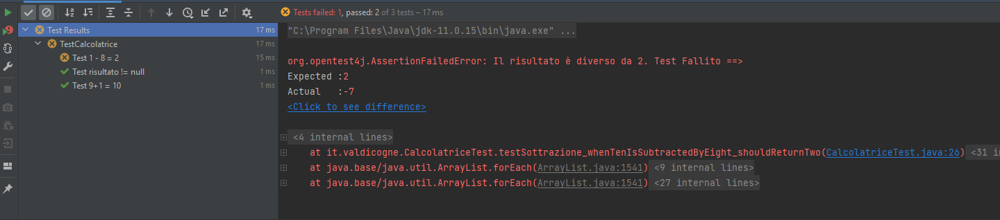 Tests failed: 1, passed: 2 of 3 tests – 17 ms
Test Results 17 ms
TestCalcolatrice 17 ms
Test 1 - 8 = 2 15 ms
Test risultato != null 1 ms
Test 9+1 = 10 1 ms
"C:\Program Files\Java\jdk-11.0.15\bin\java.exe" ...
org.opentest4j.AssertionFailedError: Il risultato è diverso da 2. Test Fallito ==>
Expected :2
Actual   :-7
<Click to see difference>
<4 internal lines>
at it.valdicogne.CalcolatriceTest.testSottrazione_whenTenIsSubtractedByEight_shouldReturnTwo(CalcolatriceTest.java:26) <31 in
at java.base/java.util.ArrayList.forEach(ArrayList.java:1541) <9 internal lines>
at java.base/java.util.ArrayList.forEach(ArrayList.java:1541) <27 internal lines>